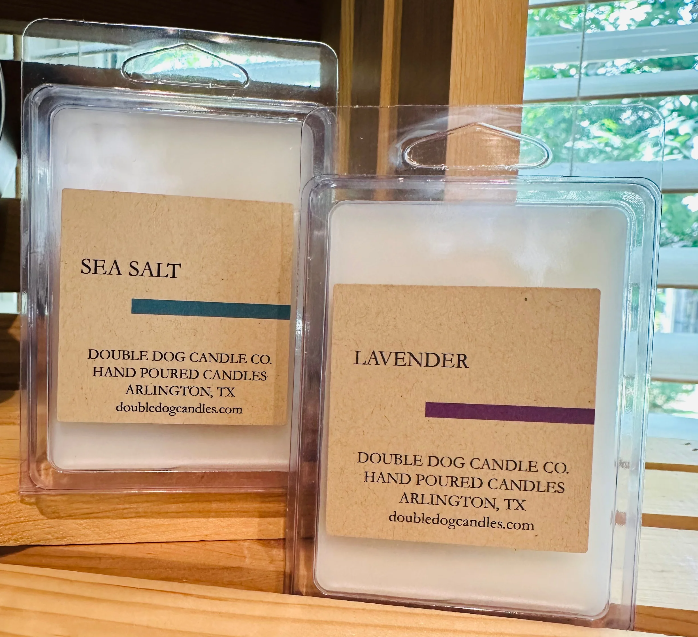 SEA SALT
DOUBLE DOG CANDLE CO.
HAND POURED CANDLES
ARLINGTON, TX
doubledogcandles.com
LAVENDER
DOUBLE DOG CANDLE CO.
HAND POURED CANDLES
ARLINGTON, TX
doubledogcandles.com